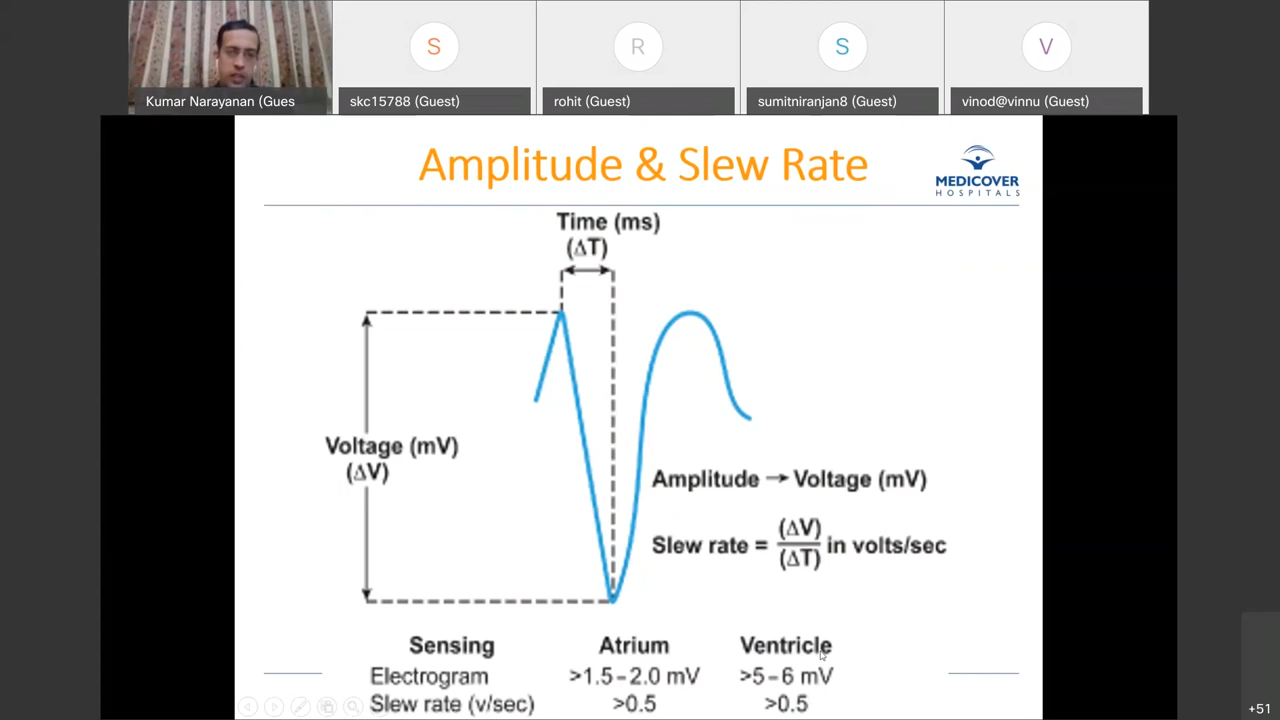 S
R
S
V
Kumar Narayanan (Gues
skc15788 (Guest)
rohit (Guest)
sumitniranjan8 (Guest)
vinod@vinnu (Guest)
Amplitude & Slew Rate
MEDICOVER
HOSPITALS
Time (ms)
(ΔT)
Voltage (mV)
(ΔV)
Amplitude → Voltage (mV)
Slew rate = (ΔV)/(ΔT) in volts/sec
Sensing Atrium Ventricle
Electrogram >1.5–2.0 mV >5–6 mV
Slew rate (v/sec) >0.5 >0.5
+51